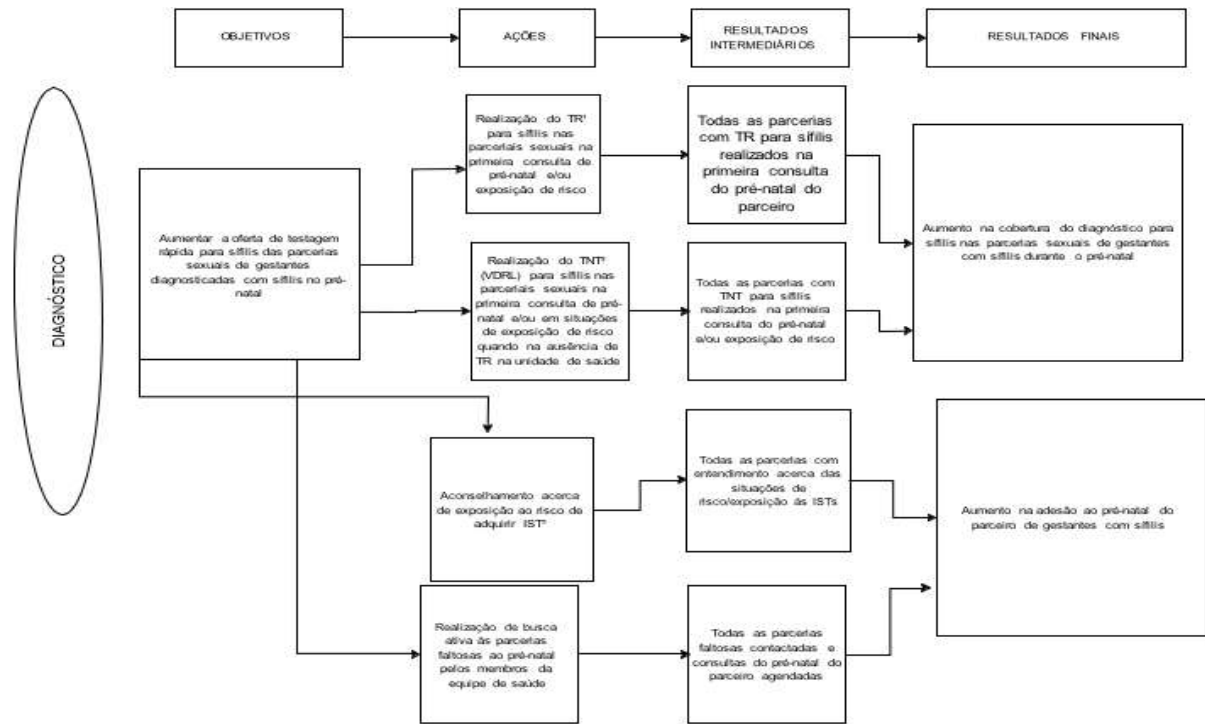 OBJETIVOS
AÇÕES
RESULTADOS
INTERMEDIÁRIOS
RESULTADOS FINAIS
DIAGNÓSTICO
Aumentar a oferta de testagem
rápida para sífilis das parcerias
sexuais de gestantes
diagnosticadas com sífilis no pré-
natal
Realização do TR¹
para sífilis nas
parceriais sexuais na
primeira consulta de
pré-natal e/ou
exposição de risco
Todas as parcerias
com TR para sífilis
realizados na
primeira consulta
do pré-natal do
parceiro
Aumento na cobertura do diagnóstico para
sífilis nas parcerias sexuais de gestantes
com sífilis durante o pré-natal
Realização do TNT²
(VDRL) para sífilis nas
parceriais sexuais na
primeira consulta de pré-
natal e/ou em situações
de exposição de risco
quando na ausência de
TR na unidade de saúde
Todas as parcerias com
TNT para sífilis
realizados na primeira
consulta do pré-natal
e/ou exposição de risco
Aconselhamento acerca
de exposição ao risco de
adquirir IST³
Todas as parcerias com
entendimento acerca das
situações de
risco/exposição às ISTs
Aumento na adesão ao pré-natal do
parceiro de gestantes com sífilis
Realização de busca
ativa às parcerias
faltosas ao pré-natal
pelos membros da
equipe de saúde
Todas as parcerias
faltosas contactadas e
consultas do pré-natal do
parceiro agendadas